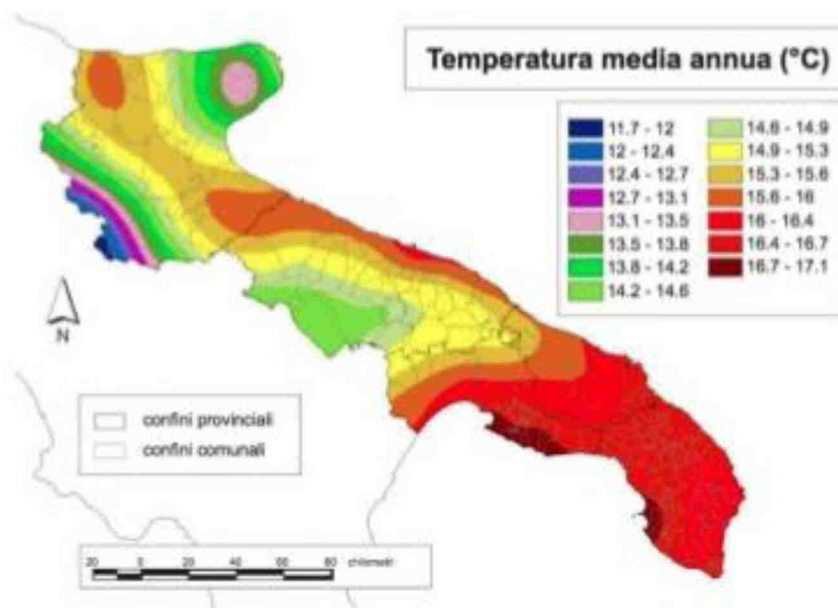 Temperatura media annua (°C)
11.7 - 12
12 - 12.4
12.4 - 12.7
12.7 - 13.1
13.1 - 13.5
13.5 - 13.8
13.8 - 14.2
14.2 - 14.6
14.6 - 14.9
14.9 - 15.3
15.3 - 15.6
15.6 - 16
16 - 16.4
16.4 - 16.7
16.7 - 17.1
N
confini provinciali
confini comunali
20 0 20 40 60 80 chilometri